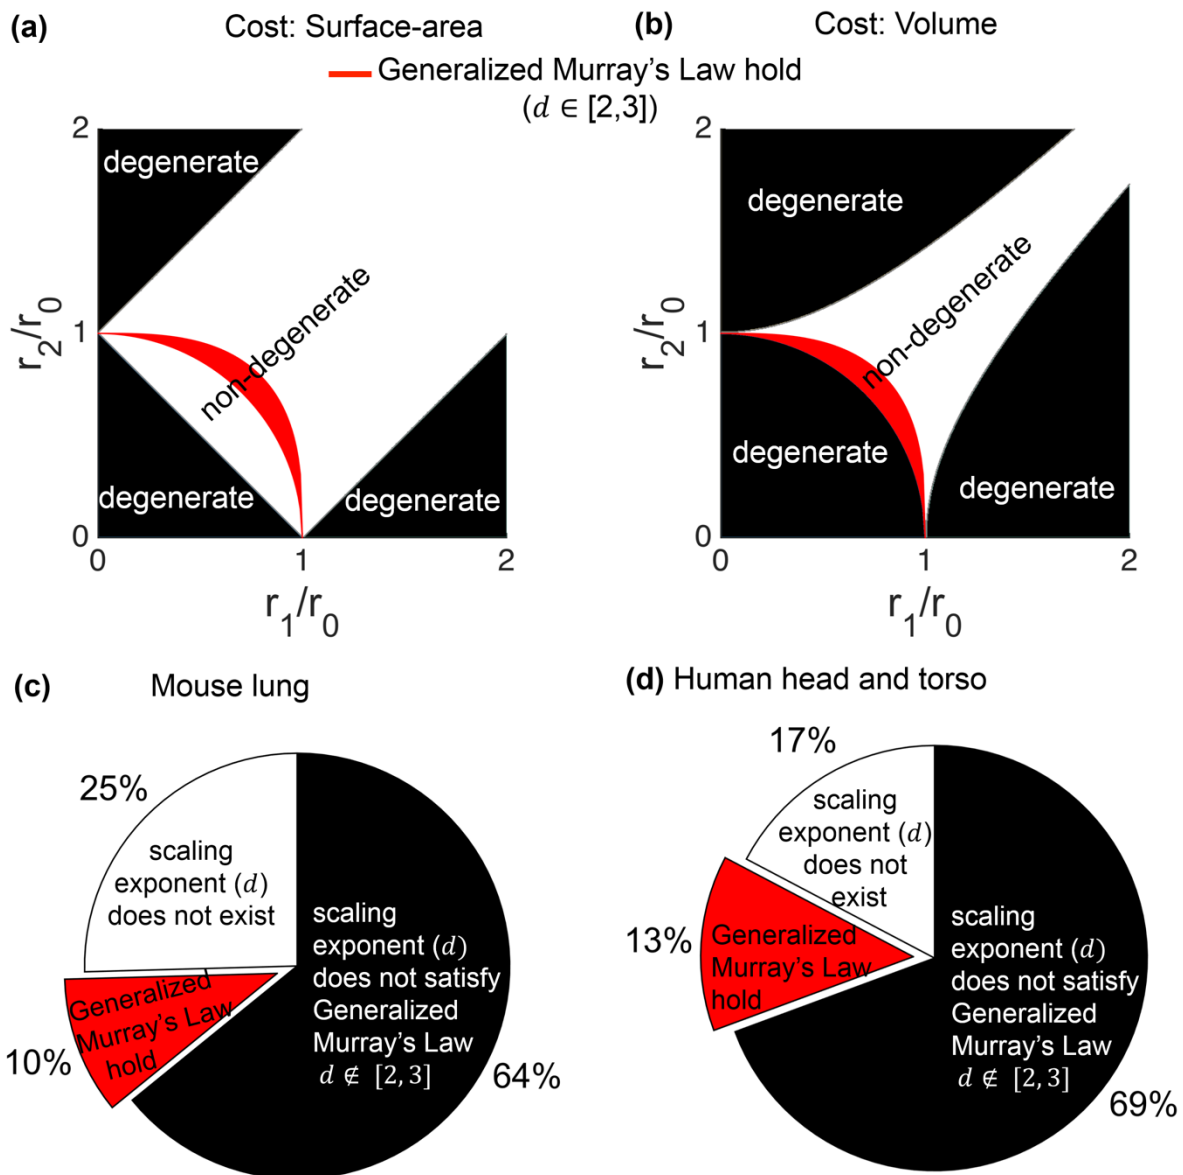 (a) Cost: Surface-area
(b) Cost: Volume
Generalized Murray's Law hold
(d ∈ [2,3])
2
degenerate
r₂/r₀
1
non-degenerate
degenerate
degenerate
0
0
1
2
r₁/r₀
2
degenerate
r₂/r₀
1
non-degenerate
degenerate
degenerate
0
0
1
2
r₁/r₀
(c) Mouse lung
25%
scaling
exponent (d)
does not exist
scaling
exponent (d)
does not satisfy
Generalized
Murray's Law
d ∉ [2,3]
64%
Generalized
Murray's Law
hold
10%
(d) Human head and torso
17%
scaling
exponent (d)
does not
exist
scaling
exponent (d)
does not satisfy
Generalized
Murray's Law
d ∉ [2,3]
69%
Generalized
Murray's Law
hold
13%